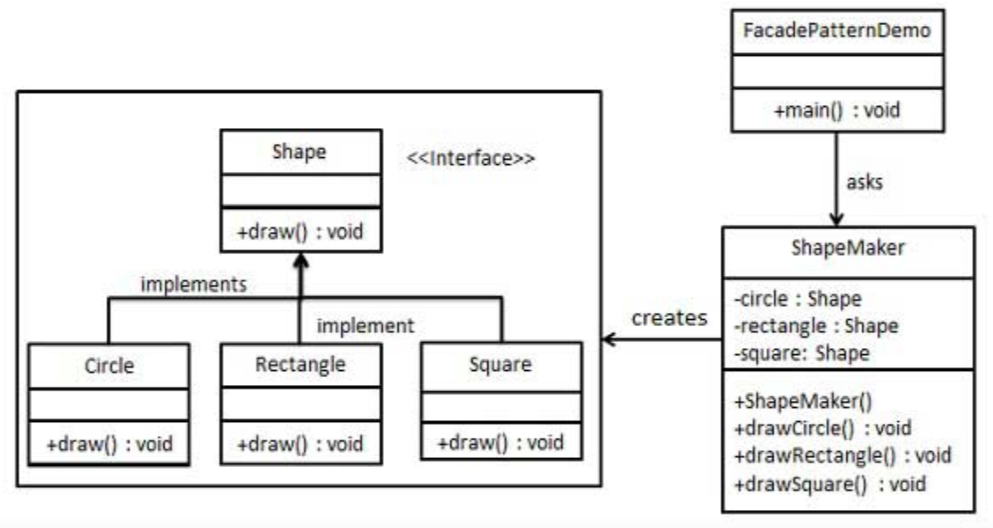 FacadePatternDemo
+main() : void
asks
Shape
<<Interface>>
+draw() : void
implements
implement
Circle
+draw() : void
Rectangle
+draw() : void
Square
+draw() : void
creates
ShapeMaker
-circle : Shape
-rectangle : Shape
-square: Shape
+ShapeMaker()
+drawCircle() : void
+drawRectangle() : void
+drawSquare() : void